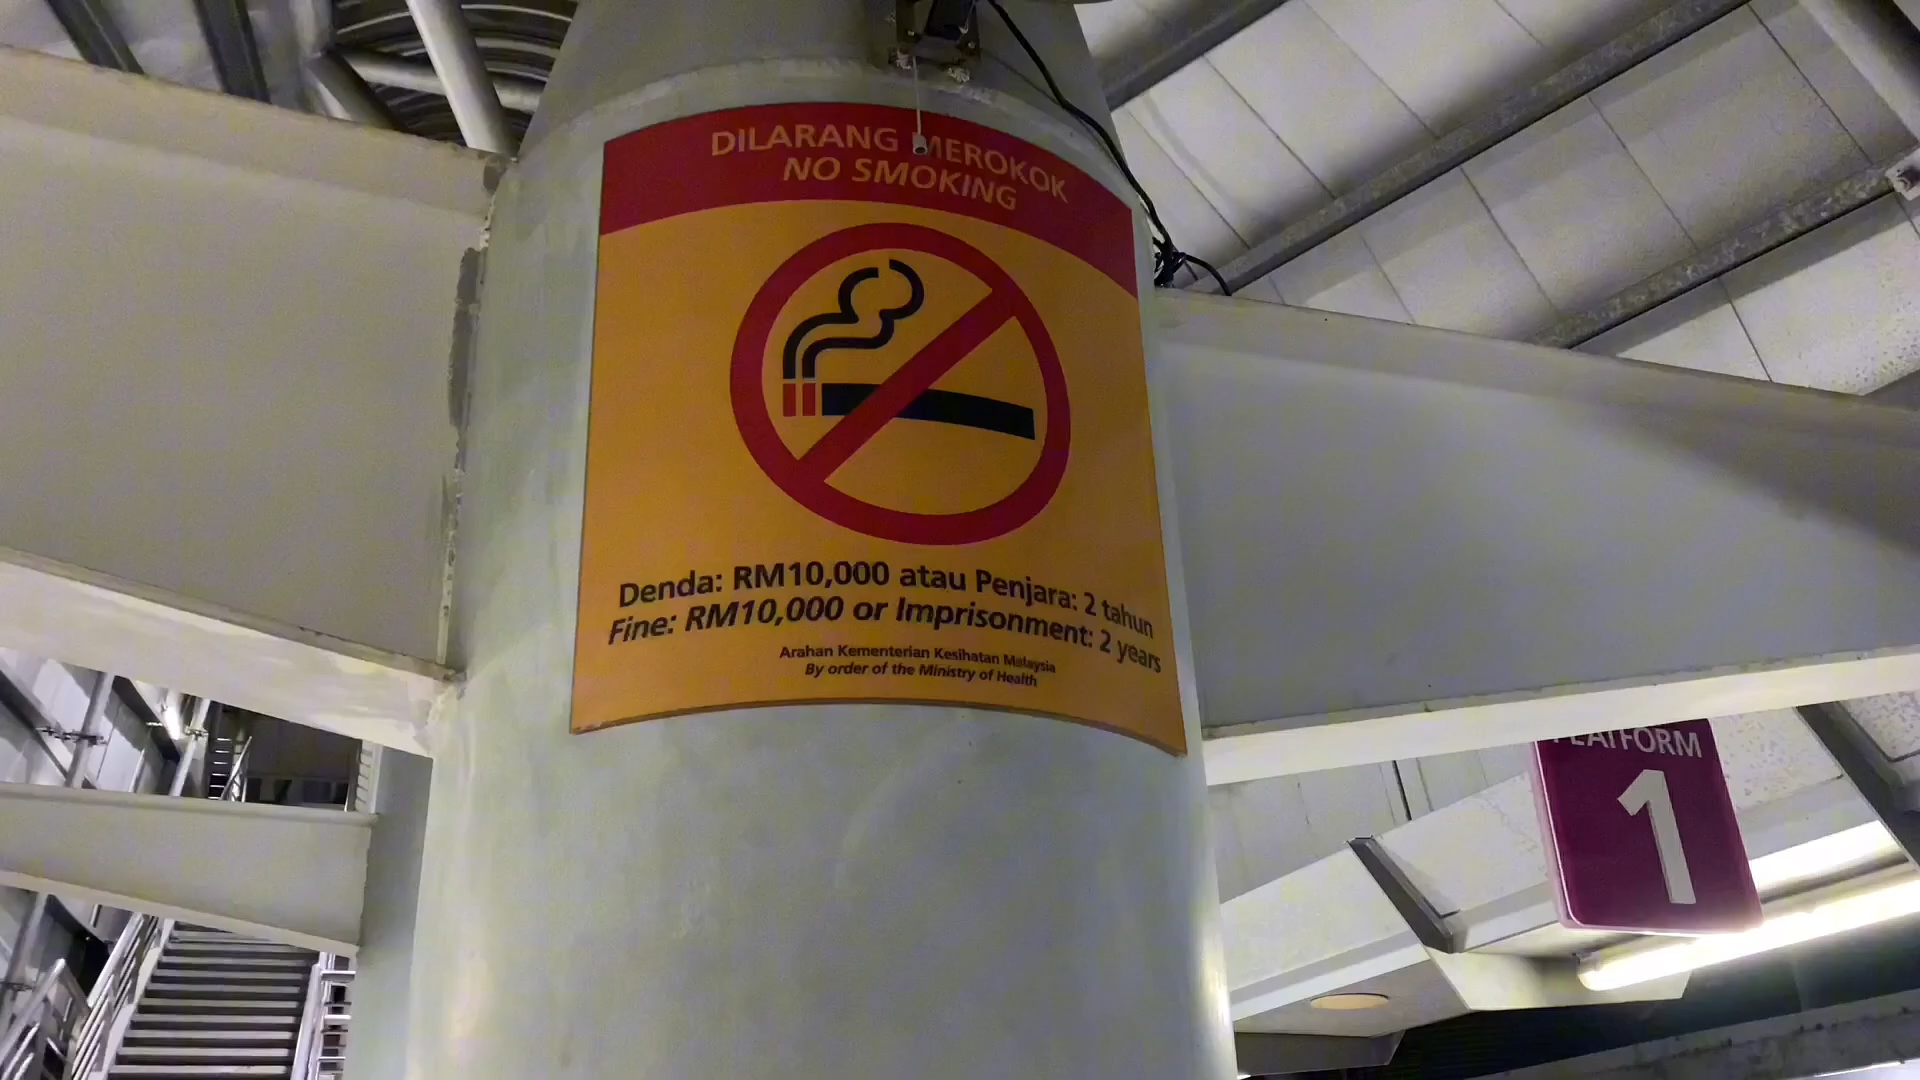 DILARANG MEROKOK
NO SMOKING
Denda: RM10,000 atau Penjara: 2 tahun
Fine: RM10,000 or Imprisonment: 2 years
Arahan Kementerian Kesihatan Malaysia
By order of the Ministry of Health
PLATFORM
1